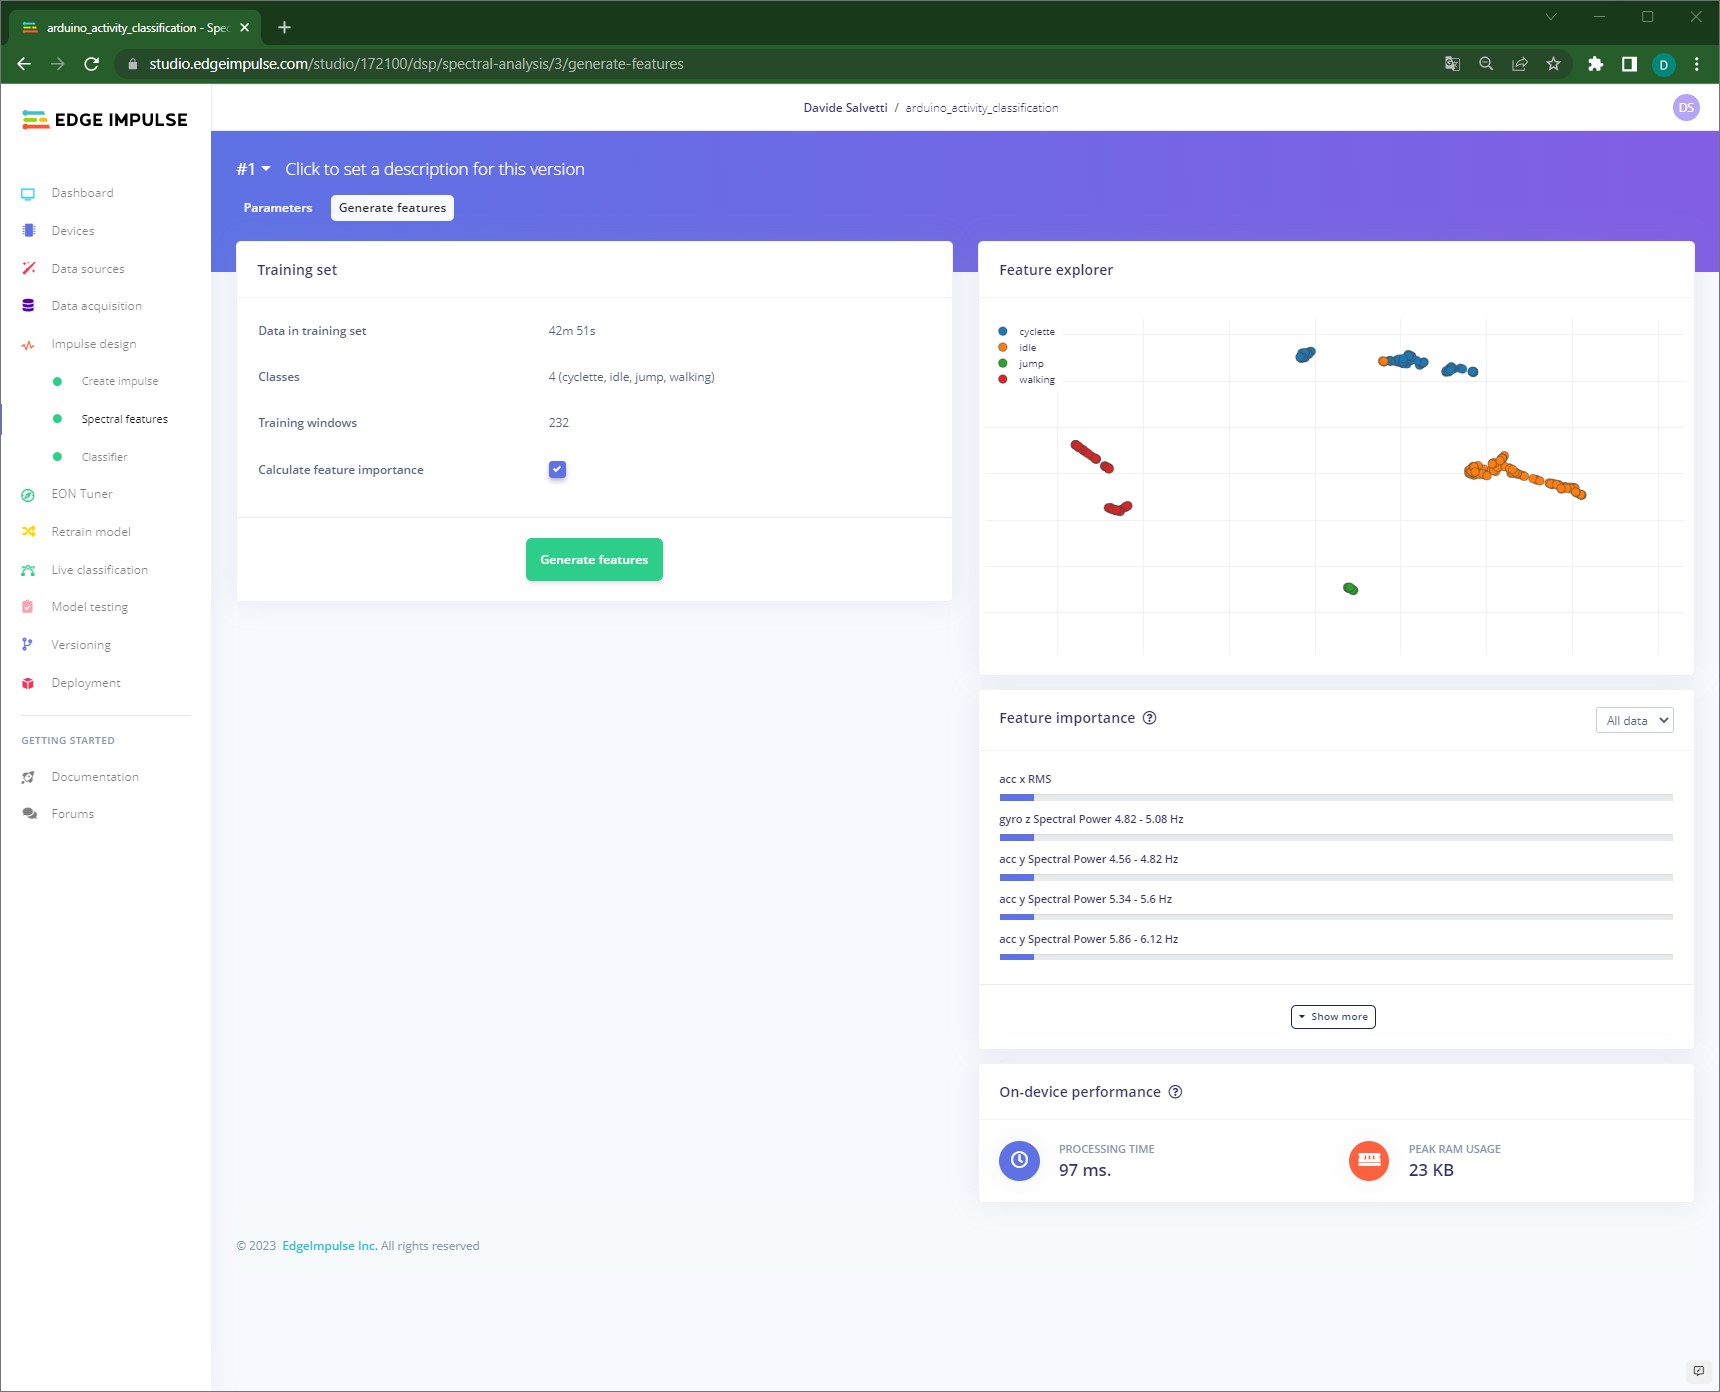 arduino_activity_classification - Spec
studio.edgeimpulse.com/studio/172100/dsp/spectral-analysis/3/generate-features
D
EDGE IMPULSE
Davide Salvetti / arduino_activity_classification
DS
#1 Click to set a description for this version
Parameters Generate features
Dashboard
Devices
Data sources
Data acquisition
Impulse design
Create impulse
Spectral features
Classifier
EON Tuner
Retrain model
Live classification
Model testing
Versioning
Deployment
GETTING STARTED
Documentation
Forums
Training set
Data in training set 42m 51s
Classes 4 (cyclette, idle, jump, walking)
Training windows 232
Calculate feature importance
Generate features
Feature explorer
cyclette
idle
jump
walking
Feature importance All data
acc x RMS
gyro z Spectral Power 4.82 - 5.08 Hz
acc y Spectral Power 4.56 - 4.82 Hz
acc y Spectral Power 5.34 - 5.6 Hz
acc y Spectral Power 5.86 - 6.12 Hz
Show more
On-device performance
PROCESSING TIME
97 ms.
PEAK RAM USAGE
23 KB
© 2023 EdgeImpulse Inc. All rights reserved